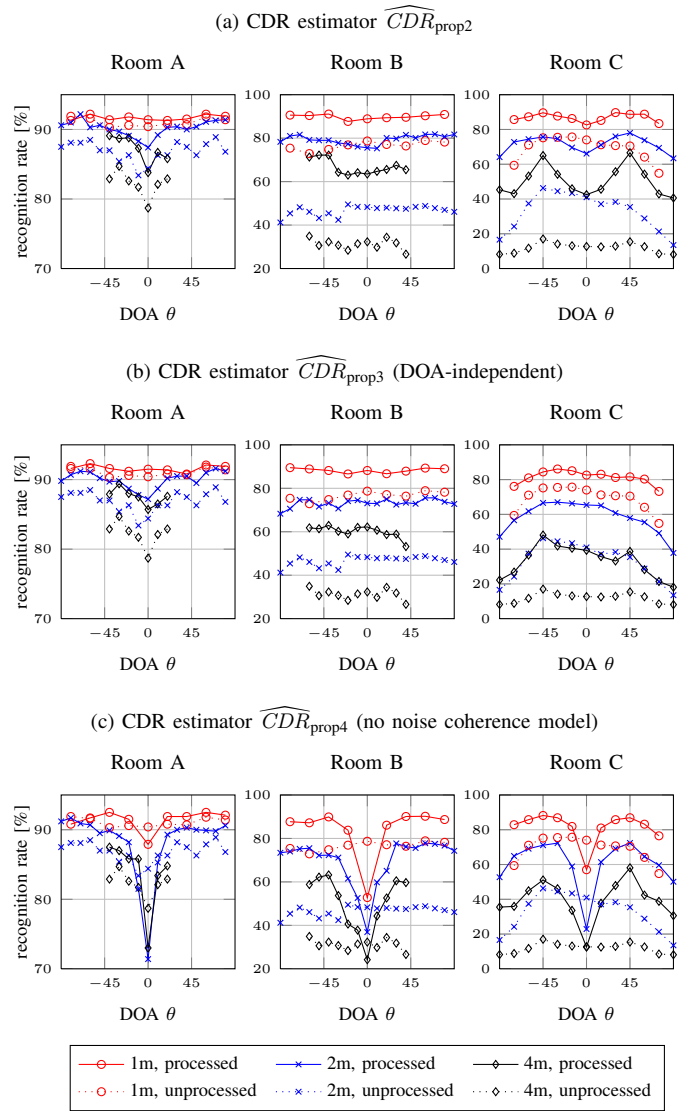 (a) CDR estimator \widehat{CDR}_{prop2}
Room A Room B Room C
recognition rate [%]
90
80
70
−45 0 45
100
80
60
40
20
−45 0 45
100
80
60
40
20
0
−45 0 45
DOA θ DOA θ DOA θ
(b) CDR estimator \widehat{CDR}_{prop3} (DOA-independent)
Room A Room B Room C
recognition rate [%]
90
80
70
−45 0 45
100
80
60
40
20
−45 0 45
100
80
60
40
20
0
−45 0 45
DOA θ DOA θ DOA θ
(c) CDR estimator \widehat{CDR}_{prop4} (no noise coherence model)
Room A Room B Room C
recognition rate [%]
90
80
70
−45 0 45
100
80
60
40
20
−45 0 45
100
80
60
40
20
0
−45 0 45
DOA θ DOA θ DOA θ
1m, processed 2m, processed 4m, processed
1m, unprocessed 2m, unprocessed 4m, unprocessed